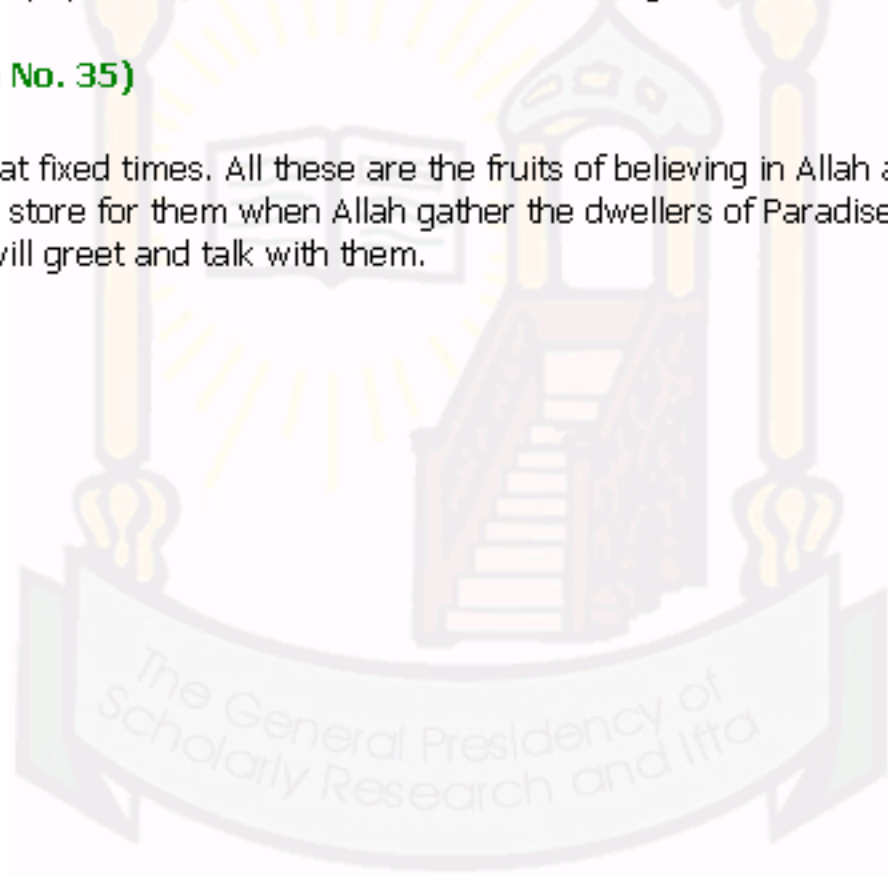 No. 35)
at fixed times. All these are the fruits of believing in Allah
store for them when Allah gather the dwellers of Paradise
will greet and talk with them.
The General Presidency of
Scholarly Research and Ifta